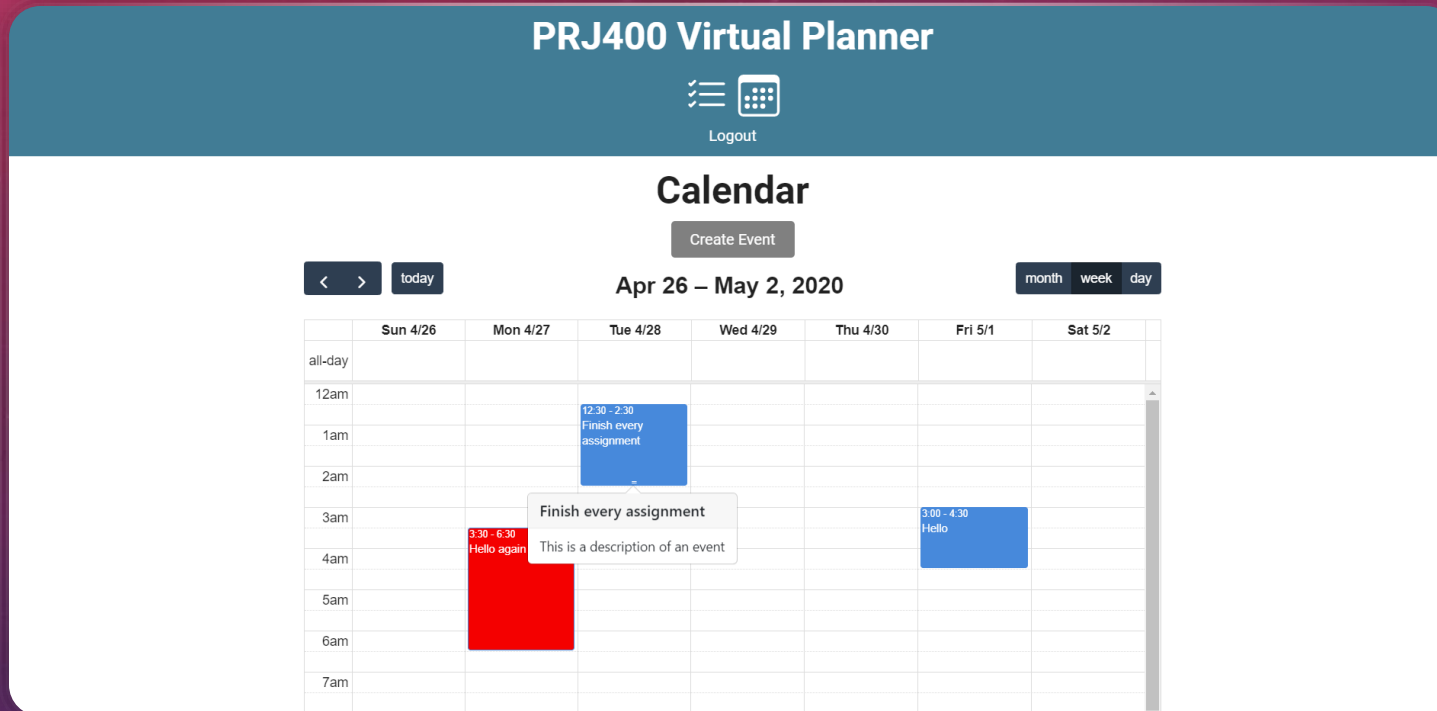 PRJ400 Virtual Planner
Logout
Calendar
Create Event
today
Apr 26 – May 2, 2020
month week day
Sun 4/26 Mon 4/27 Tue 4/28 Wed 4/29 Thu 4/30 Fri 5/1 Sat 5/2
all-day
12am
12:30 - 2:30
Finish every
assignment
1am
2am
Finish every assignment
This is a description of an event
3am
3:00 - 4:30
Hello
3:30 - 6:30
Hello again
4am
5am
6am
7am